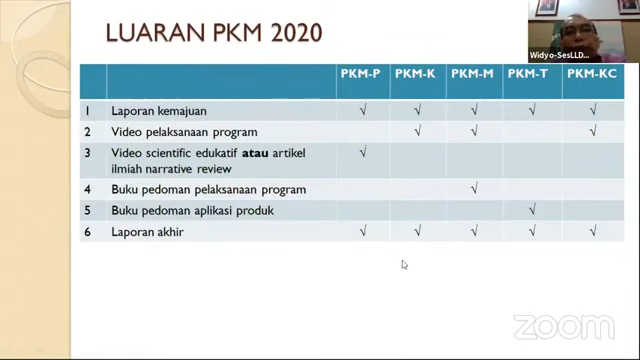 LUARAN PKM 2020
Widyo-SesLLD...
PKM-P PKM-K PKM-M PKM-T PKM-KC
1 Laporan kemajuan √ √ √ √ √
2 Video pelaksanaan program √ √ √
3 Video scientific edukatif atau artikel √
ilmiah narrative review
4 Buku pedoman pelaksanaan program √
5 Buku pedoman aplikasi produk √
6 Laporan akhir √ √ √ √ √
zoom